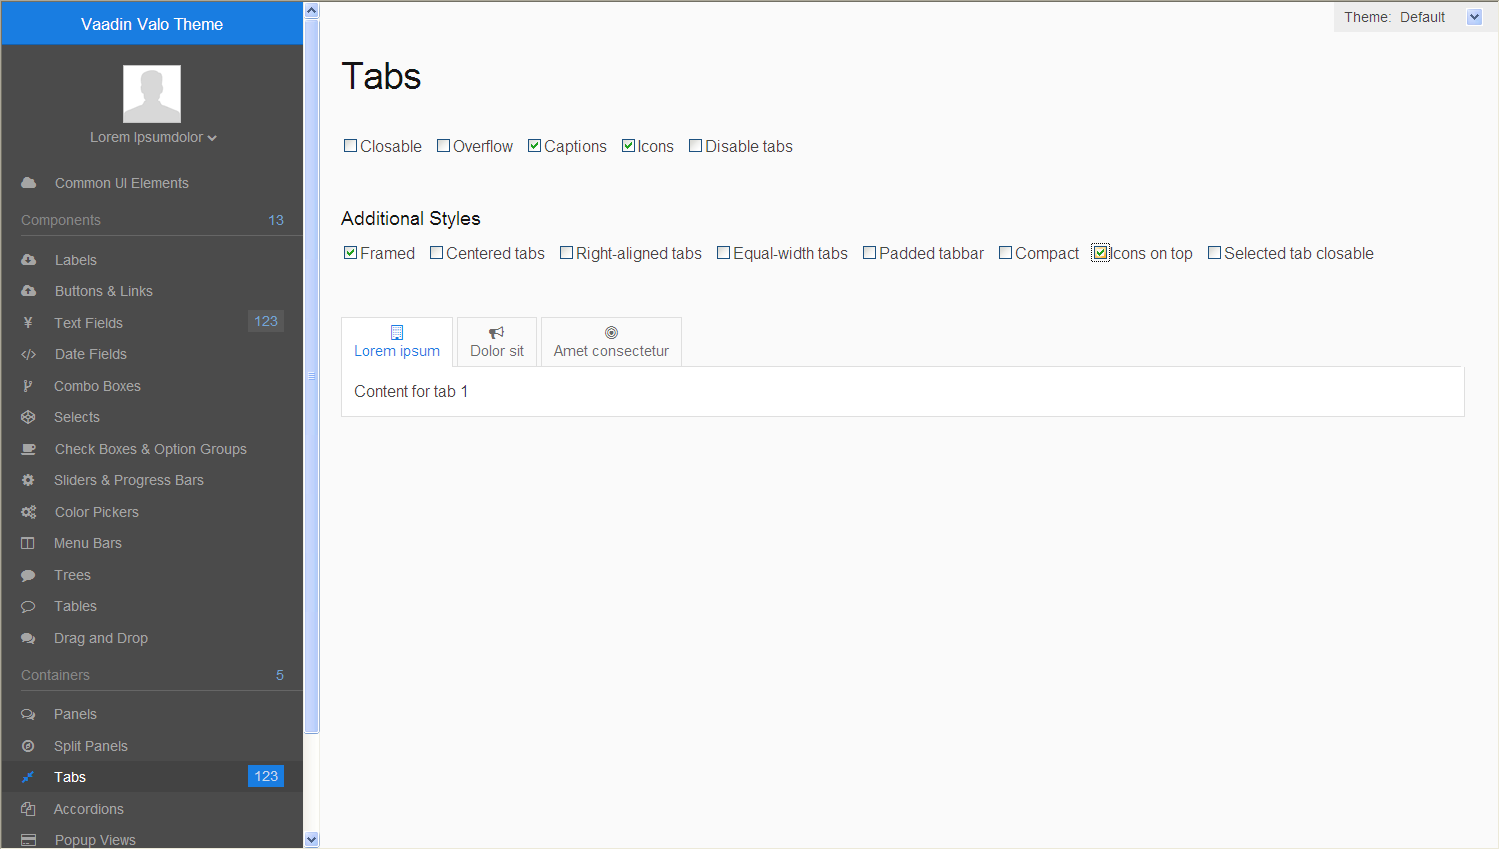 Vaadin Valo Theme
Lorem Ipsumdolor
Common UI Elements
Components 13
Labels
Buttons & Links
Text Fields 123
Date Fields
Combo Boxes
Selects
Check Boxes & Option Groups
Sliders & Progress Bars
Color Pickers
Menu Bars
Trees
Tables
Drag and Drop
Containers 5
Panels
Split Panels
Tabs 123
Accordions
Popup Views
Theme: Default
Tabs
Closable Overflow Captions Icons Disable tabs
Additional Styles
Framed Centered tabs Right-aligned tabs Equal-width tabs Padded tabbar Compact Icons on top Selected tab closable
Lorem ipsum Dolor sit Amet consectetur
Content for tab 1